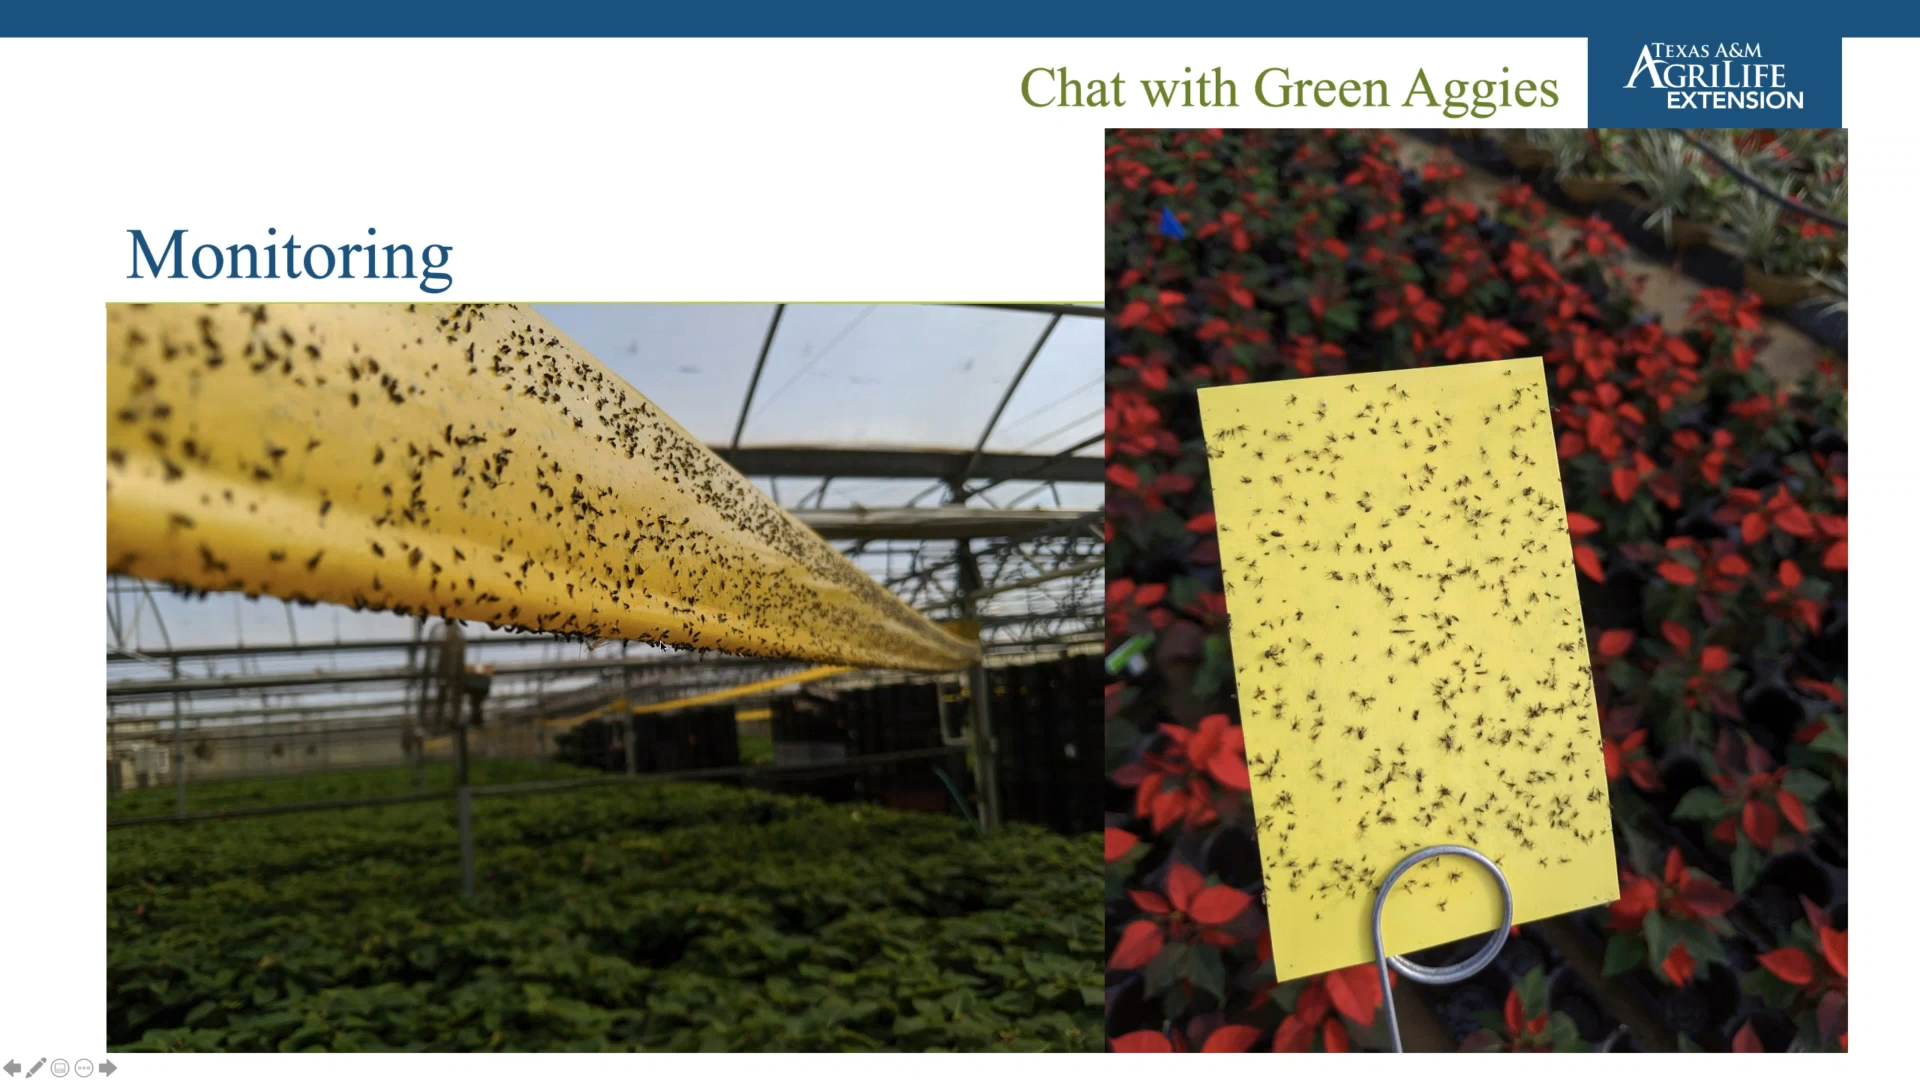 Chat with Green Aggies
TEXAS A&M
AGRILIFE
EXTENSION
Monitoring